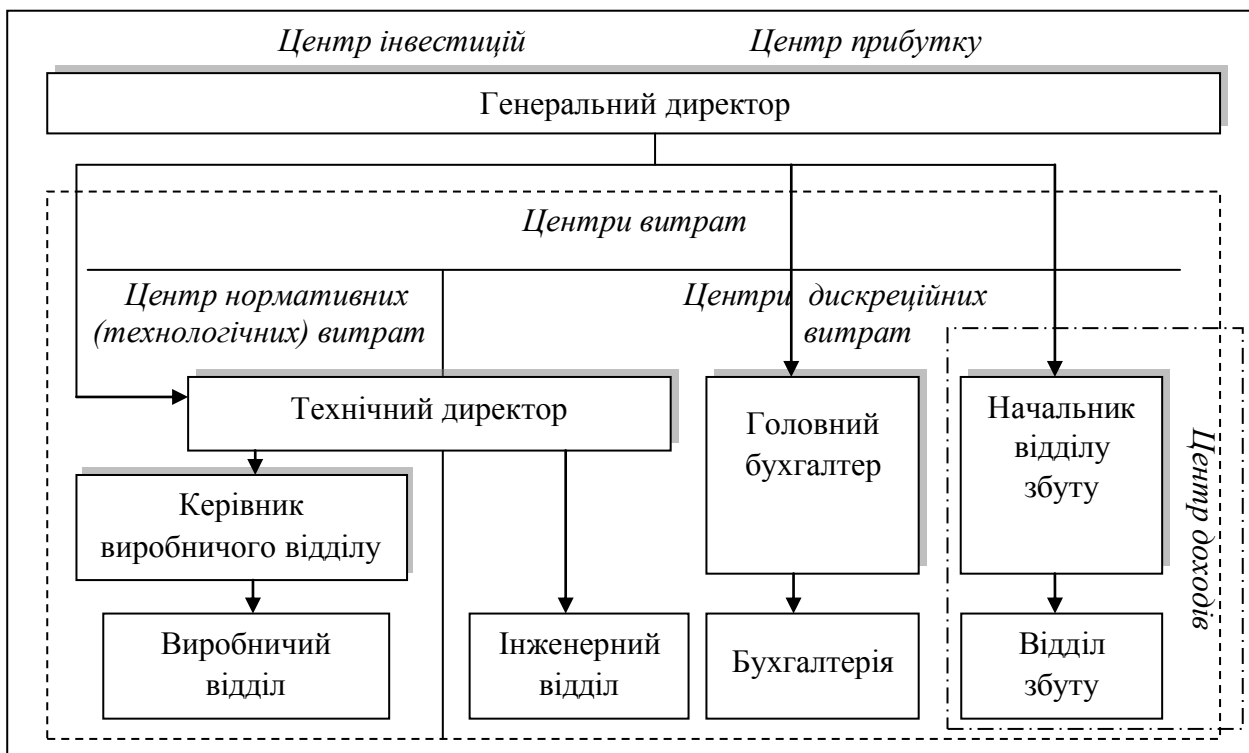 Центр інвестицій
Центр прибутку
Генеральний директор
Центри витрат
Центр нормативних
(технологічних) витрат
Центри дискреційних
витрат
Технічний директор
Головний
бухгалтер
Начальник
відділу
збуту
Центр доходів
Керівник
виробничого відділу
Виробничий
відділ
Інженерний
відділ
Бухгалтерія
Відділ
збуту